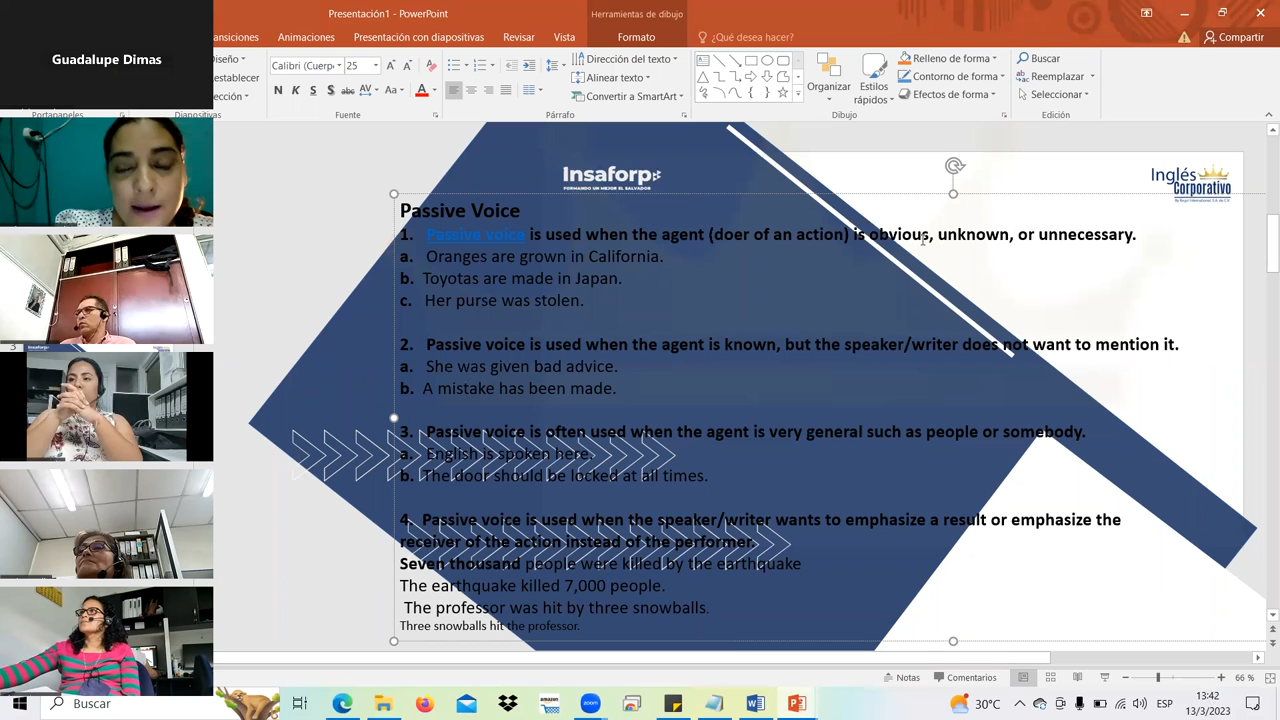 Guadalupe Dimas
Presentación1 - PowerPoint
Herramientas de dibujo
ansiciones
Animaciones
Presentación con diapositivas
Revisar
Vista
Formato
¿Qué desea hacer?
Compartir
Calibri (Cuerp
25
Dirección del texto
Alinear texto
Convertir a SmartArt
Organizar
Estilos
rápidos
Relleno de forma
Contorno de forma
Efectos de forma
Buscar
Reemplazar
Seleccionar
Diseño
establecer
ección
Portapapeles
Diapositivas
Fuente
Párrafo
Dibujo
Edición
Insaforp
FORMANDO UN MEJOR EL SALVADOR
Inglés
Corporativo
Passive Voice
1. Passive voice is used when the agent (doer of an action) is obvious, unknown, or unnecessary.
a. Oranges are grown in California.
b. Toyotas are made in Japan.
c. Her purse was stolen.
2. Passive voice is used when the agent is known, but the speaker/writer does not want to mention it.
a. She was given bad advice.
b. A mistake has been made.
3. Passive voice is often used when the agent is very general such as people or somebody.
a. English is spoken here.
b. The door should be locked at all times.
4. Passive voice is used when the speaker/writer wants to emphasize a result or emphasize the
receiver of the action instead of the performer.
Seven thousand people were killed by the earthquake
The earthquake killed 7,000 people.
The professor was hit by three snowballs.
Three snowballs hit the professor.
Notas
Comentarios
66 %
Buscar
amazon
zoom
30°C
ESP
13:42
13/3/2023